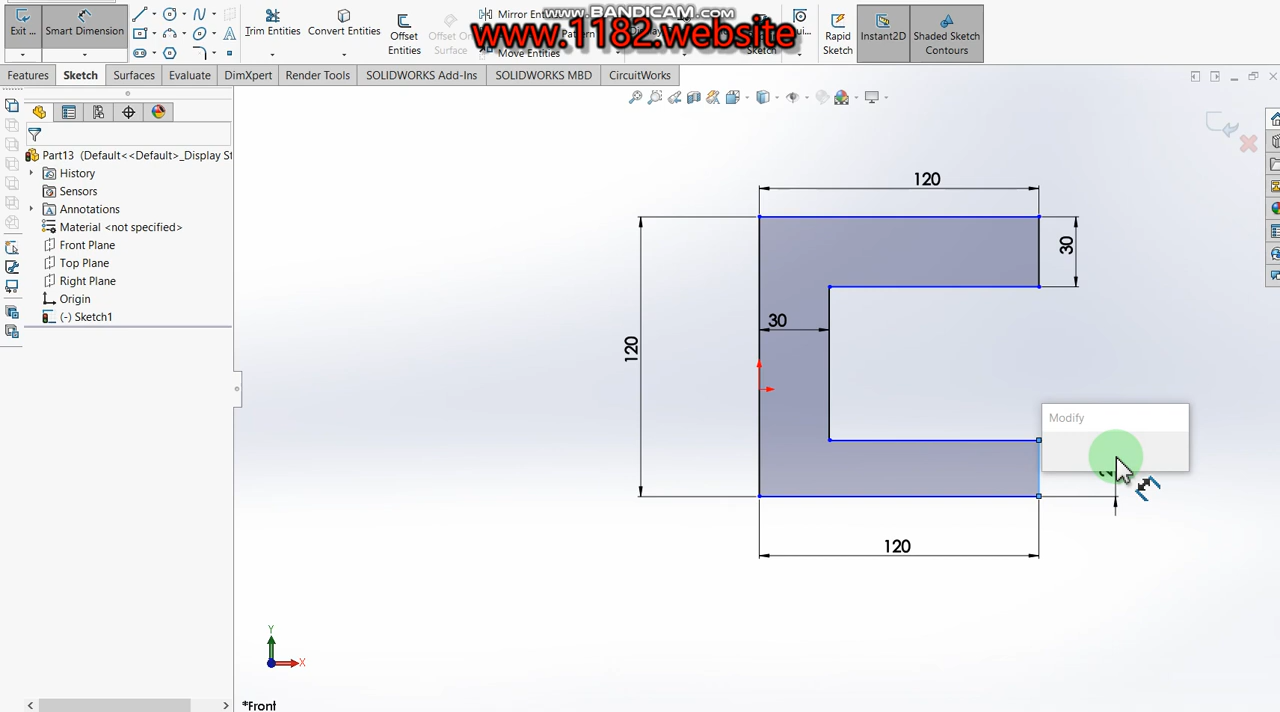 www.BANDICAM.com
www.1182.website
Exit ...
Smart Dimension
Trim Entities
Convert Entities
Offset
Entities
Offset On
Surface
Mirror Enti
Move Entities
Sketch
Rapid
Sketch
Instant2D
Shaded Sketch
Contours
Features
Sketch
Surfaces
Evaluate
DimXpert
Render Tools
SOLIDWORKS Add-Ins
SOLIDWORKS MBD
CircuitWorks
Part13 (Default<<Default>_Display St
History
Sensors
Annotations
Material <not specified>
Front Plane
Top Plane
Right Plane
Origin
(-) Sketch1
120
30
30
120
Modify
120
Y
X
*Front